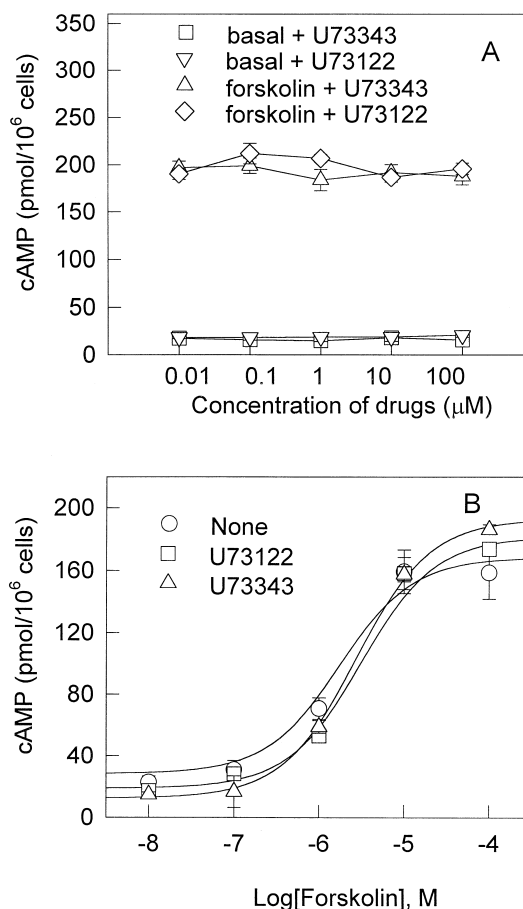 A
basal + U73343
basal + U73122
forskolin + U73343
forskolin + U73122
350
300
250
200
150
100
50
0
cAMP (pmol/10⁶ cells)
0.01 0.1 1 10 100
Concentration of drugs (μM)
B
None
U73122
U73343
200
160
120
80
40
0
cAMP (pmol/10⁶ cells)
-8 -7 -6 -5 -4
Log[Forskolin], M